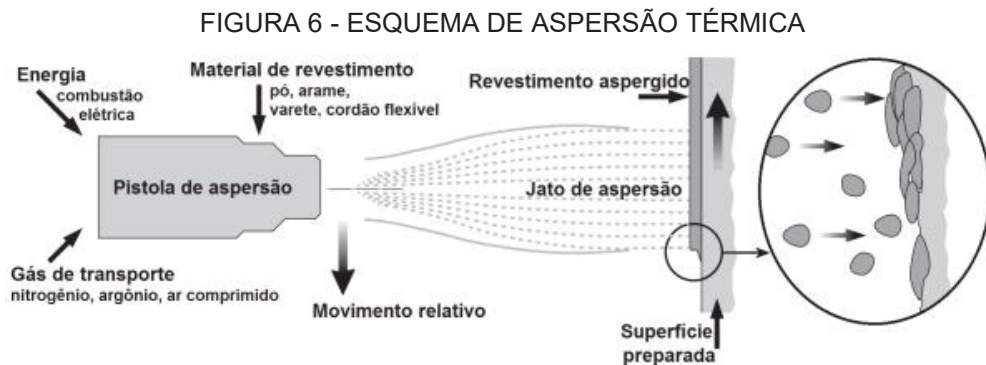 FIGURA 6 - ESQUEMA DE ASPERSÃO TÉRMICA
Energia
combustão
elétrica
Material de revestimento
pó, arame,
varete, cordão flexível
Revestimento aspergido
Pistola de aspersão
Jato de aspersão
Gás de transporte
nitrogênio, argônio, ar comprimido
Movimento relativo
Superfície
preparada